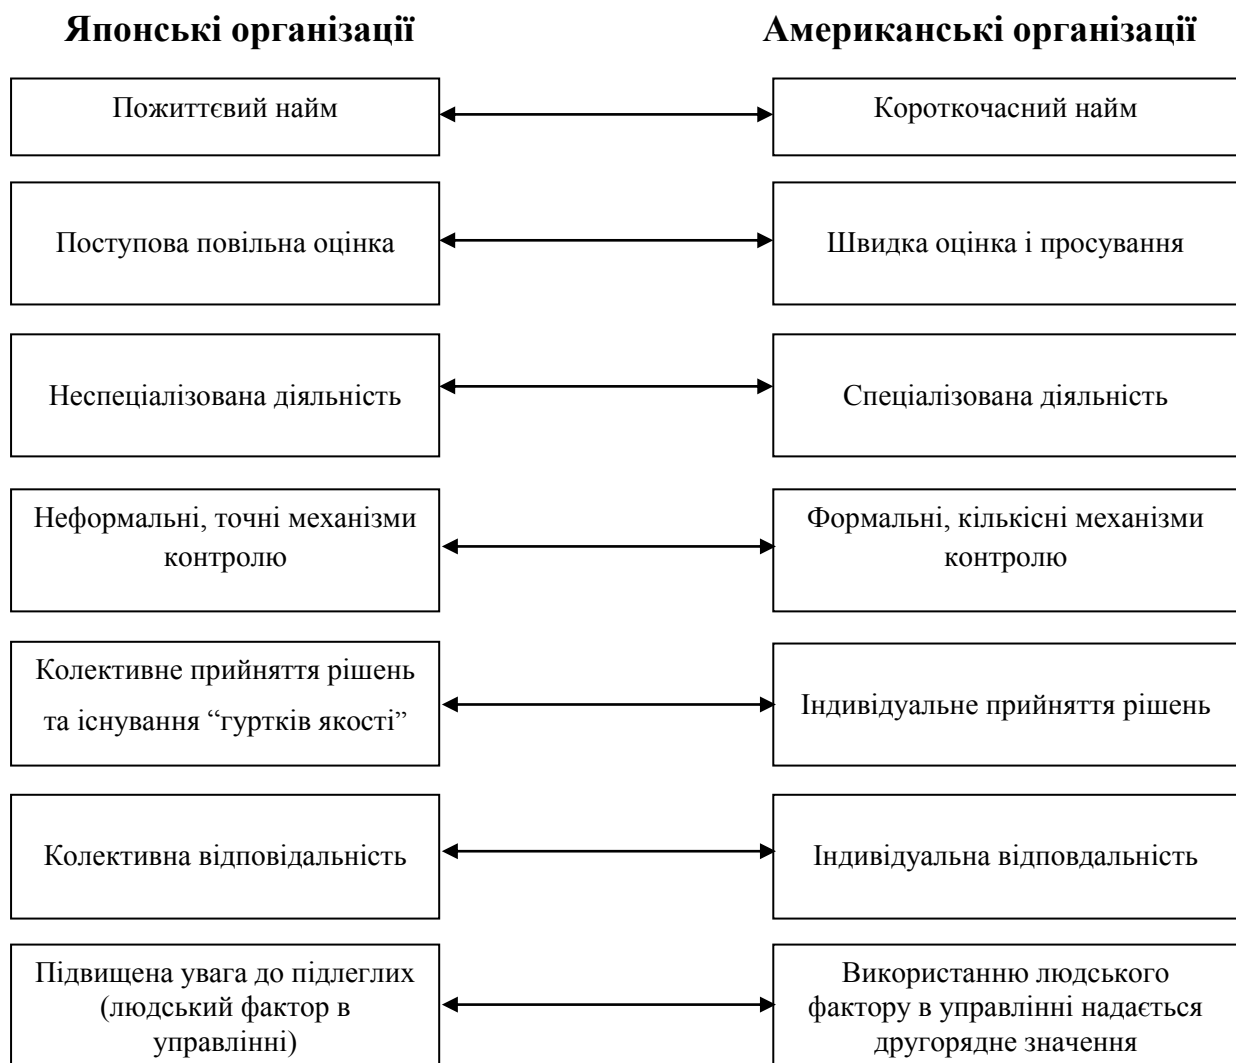 Японські організації
Американські організації
Пожиттєвий найм
Короткочасний найм
Поступова повільна оцінка
Швидка оцінка і просування
Неспеціалізована діяльність
Спеціалізована діяльність
Неформальні, точні механізми
контролю
Формальні, кількісні механізми
контролю
Колективне прийняття рішень
та існування “гуртків якості”
Індивідуальне прийняття рішень
Колективна відповідальність
Індивідуальна відповдальність
Підвищена увага до підлеглих
(людський фактор в
управлінні)
Використанню людського
фактору в управлінні надається
другорядне значення